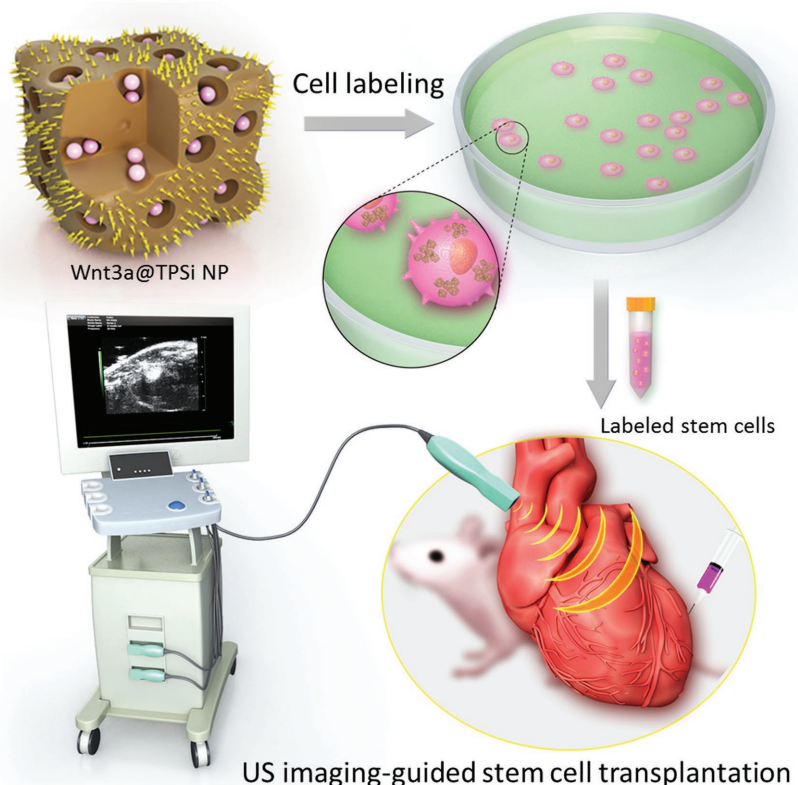 Cell labeling
Wnt3a@TPSi NP
Labeled stem cells
US imaging-guided stem cell transplantation